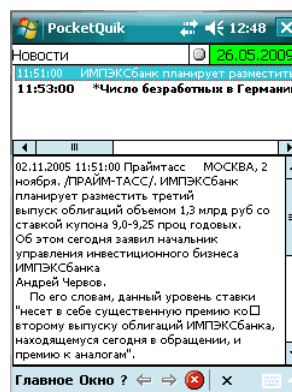 PocketQuik 12:48
Новости 26.05.2009
11:51:00 ИМПЭКСбанк планирует разместить
11:53:00 *Число безработных в Германии
02.11.2005 11:51:00 Праймтасс МОСКВА, 2
ноября. /ПРАЙМ-ТАСС/. ИМПЭКСбанк
планирует разместить третий
выпуск облигаций объемом 1,3 млрд руб со
ставкой купона 9,0-9,25 проц годовых.
Об этом сегодня заявил начальник
управления инвестиционного бизнеса
ИМПЭКСбанка
Андрей Червов.
По его словам, данный уровень ставки
"несет в себе существенную премию ко
второму выпуску облигаций ИМПЭКСбанка,
находящемуся сегодня в обращении, и
премию к аналогам".
Главное Окно ?